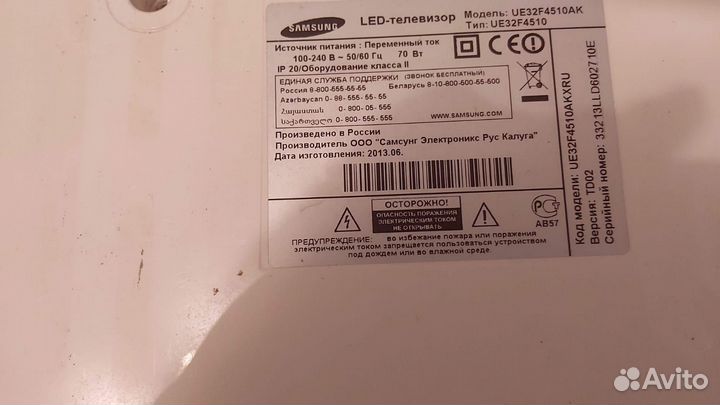 SAMSUNG LED-телевизор Модель: UE32F4510AK
Тип: UE32F4510
Источник питания : Переменный ток
100-240 В ~ 50/60 Гц 70 Вт
IP 20/Оборудование класса II
ЕДИНАЯ СЛУЖБА ПОДДЕРЖКИ (ЗВОНОК БЕСПЛАТНЫЙ)
Россия 8-800-555-55-55 Беларусь 8-10-800-500-55-500
Azərbaycan 0-88-555-55-55
Հայաստան 0-800-05-555
საქართველო 0-800-555-555
WWW.SAMSUNG.COM
Произведено в России
Производитель ООО "Самсунг Электроникс Рус Калуга"
Дата изготовления: 2013.06.
ОСТОРОЖНО!
ОПАСНОСТЬ ПОРАЖЕНИЯ
ЭЛЕКТРИЧЕСКИМ ТОКОМ
НЕ ОТКРЫВАТЬ
АВ57
ПРЕДУПРЕЖДЕНИЕ: во избежание пожара или поражения
электрическим током запрещается пользоваться устройством
под дождем или во влажной среде.
Код модели: UE32F4510AKXRU
Версия: TD02
Серийный номер: 33213LLD602710E
Avito